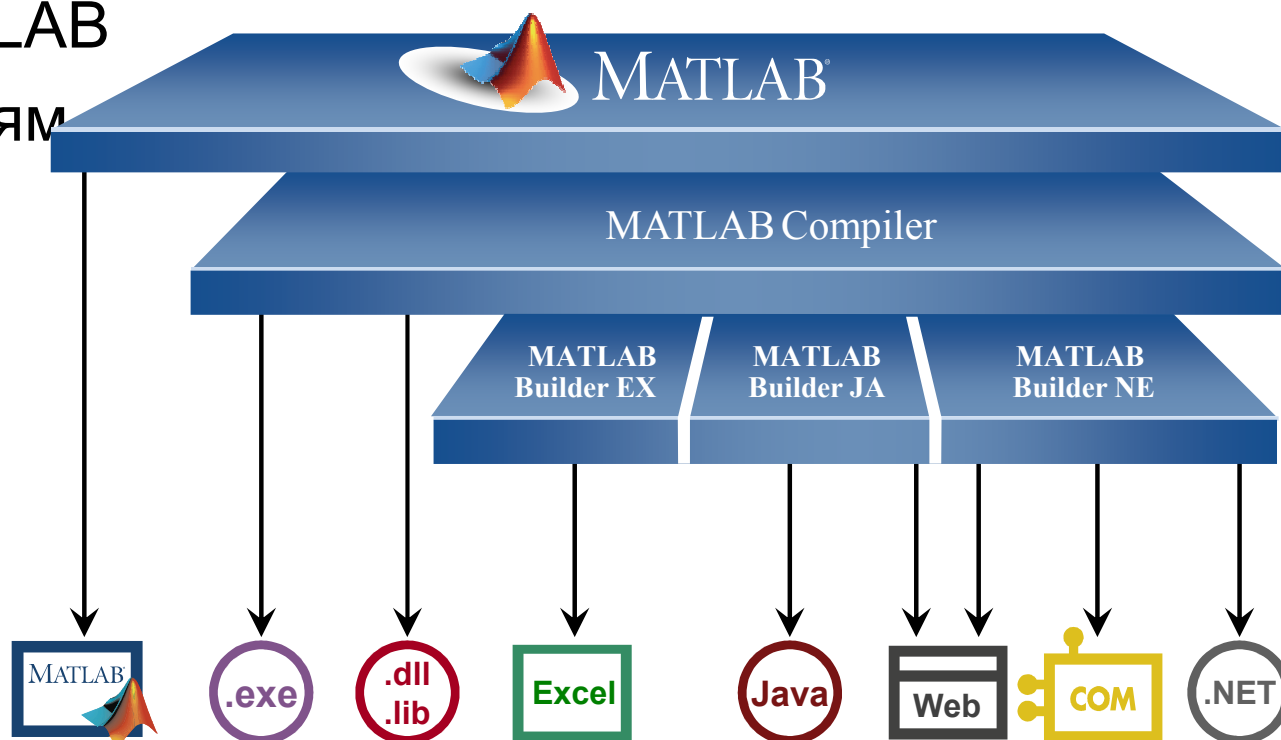 LAB
ям
MATLAB®
MATLAB Compiler
MATLAB
Builder EX
MATLAB
Builder JA
MATLAB
Builder NE
MATLAB
.exe
.dll
.lib
Excel
Java
Web
COM
.NET